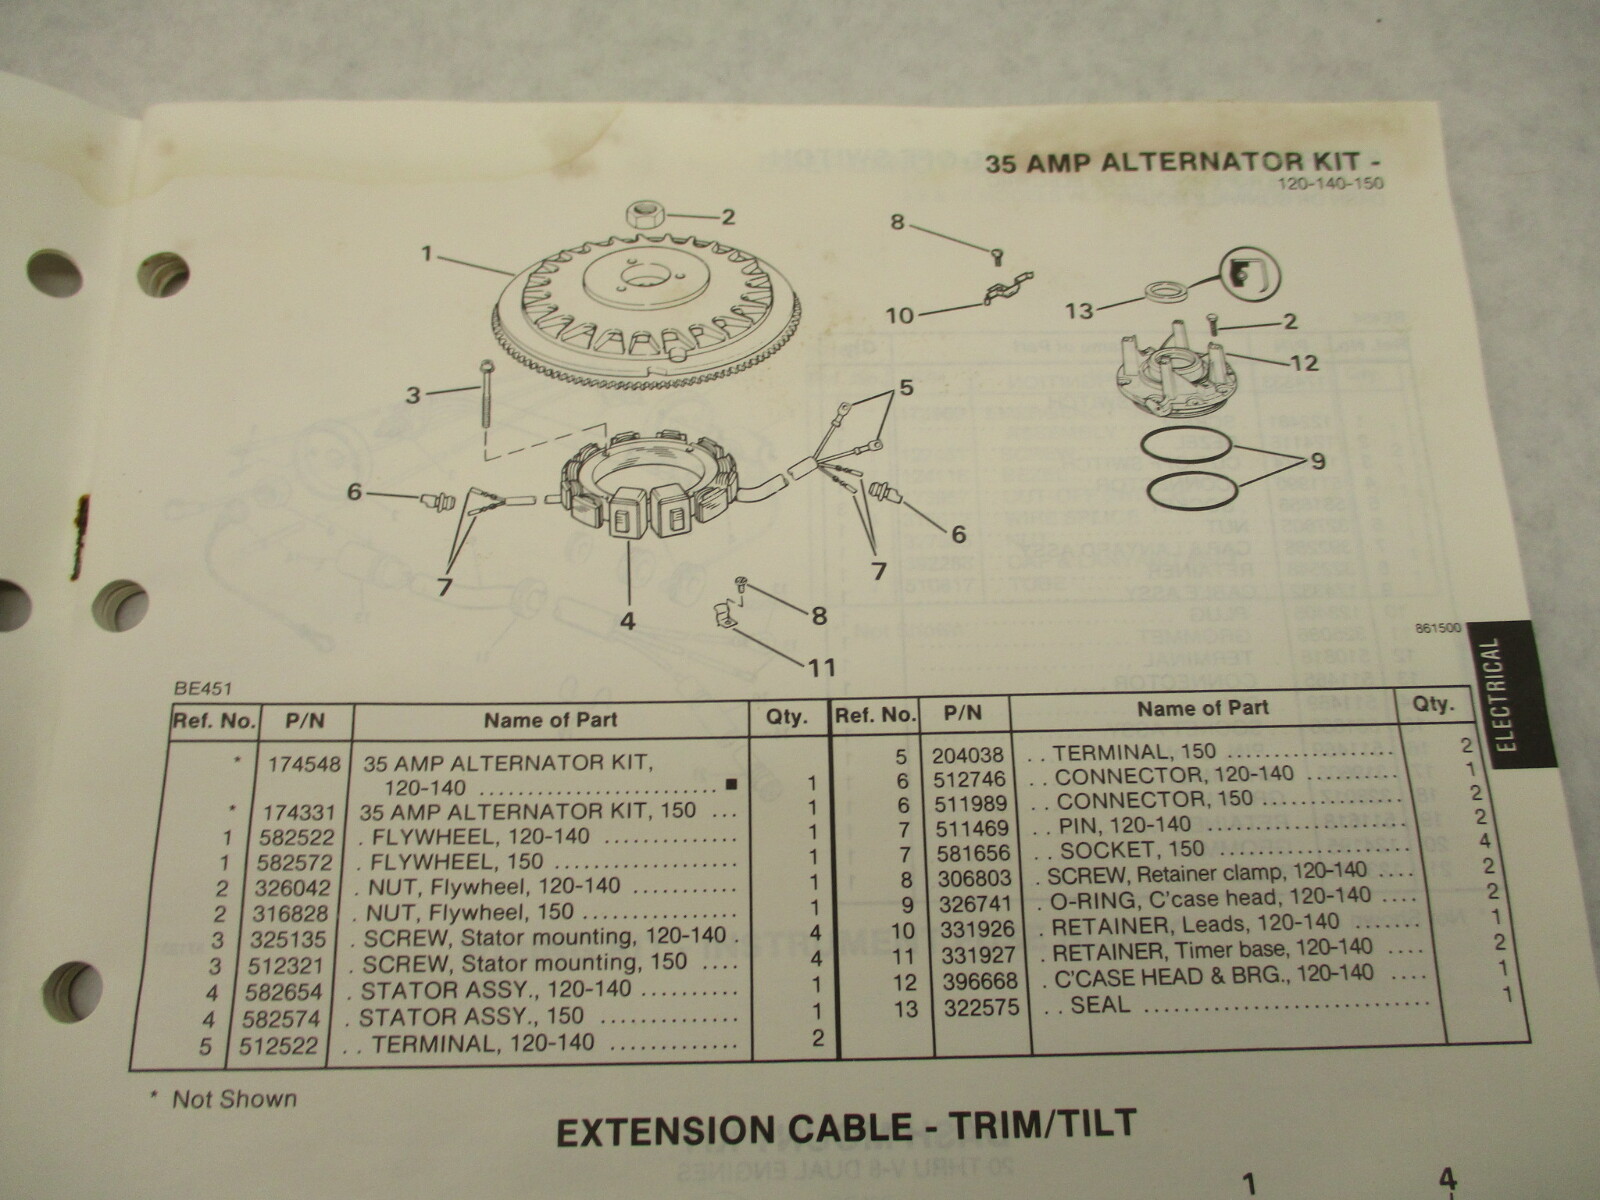 35 AMP ALTERNATOR KIT -
120-140-150
2
1
8
10
13
2
12
3
5
9
6
6
7
7
4
8
11
861500
ELECTRICAL
BE451
Ref. No. P/N Name of Part Qty.
* 174548 35 AMP ALTERNATOR KIT,
120-140 ......................... ■ 1
* 174331 35 AMP ALTERNATOR KIT, 150 ... 1
1 582522 . FLYWHEEL, 120-140 ............. 1
1 582572 . FLYWHEEL, 150 .................. 1
2 326042 . NUT, Flywheel, 120-140 .......... 1
2 316828 . NUT, Flywheel, 150 ............... 1
3 325135 . SCREW, Stator mounting, 120-140 . 4
3 512321 . SCREW, Stator mounting, 150 .... 4
4 582654 . STATOR ASSY., 120-140 .......... 1
4 582574 . STATOR ASSY., 150 .............. 1
5 512522 . . TERMINAL, 120-140 ............. 2
Ref. No. P/N Name of Part Qty.
5 204038 . . TERMINAL, 150 .................. 2
6 512746 . . CONNECTOR, 120-140 .......... 1
6 511989 . . CONNECTOR, 150 ............... 2
7 511469 . . PIN, 120-140 ..................... 2
7 581656 . . SOCKET, 150 .................... 4
8 306803 . SCREW, Retainer clamp, 120-140 .... 2
9 326741 . O-RING, C'case head, 120-140 .... 2
10 331926 . RETAINER, Leads, 120-140 ....... 1
11 331927 . RETAINER, Timer base, 120-140 .... 2
12 396668 . C'CASE HEAD & BRG., 120-140 .... 1
13 322575 . . SEAL ............................. 1
* Not Shown
EXTENSION CABLE - TRIM/TILT
1 4